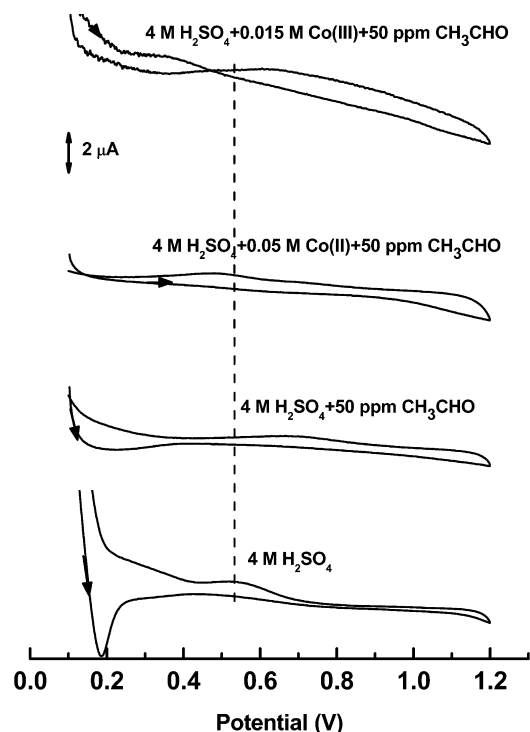 4 M H₂SO₄+0.015 M Co(III)+50 ppm CH₃CHO
2 μA
4 M H₂SO₄+0.05 M Co(II)+50 ppm CH₃CHO
4 M H₂SO₄+50 ppm CH₃CHO
4 M H₂SO₄
0.0 0.2 0.4 0.6 0.8 1.0 1.2
Potential (V)